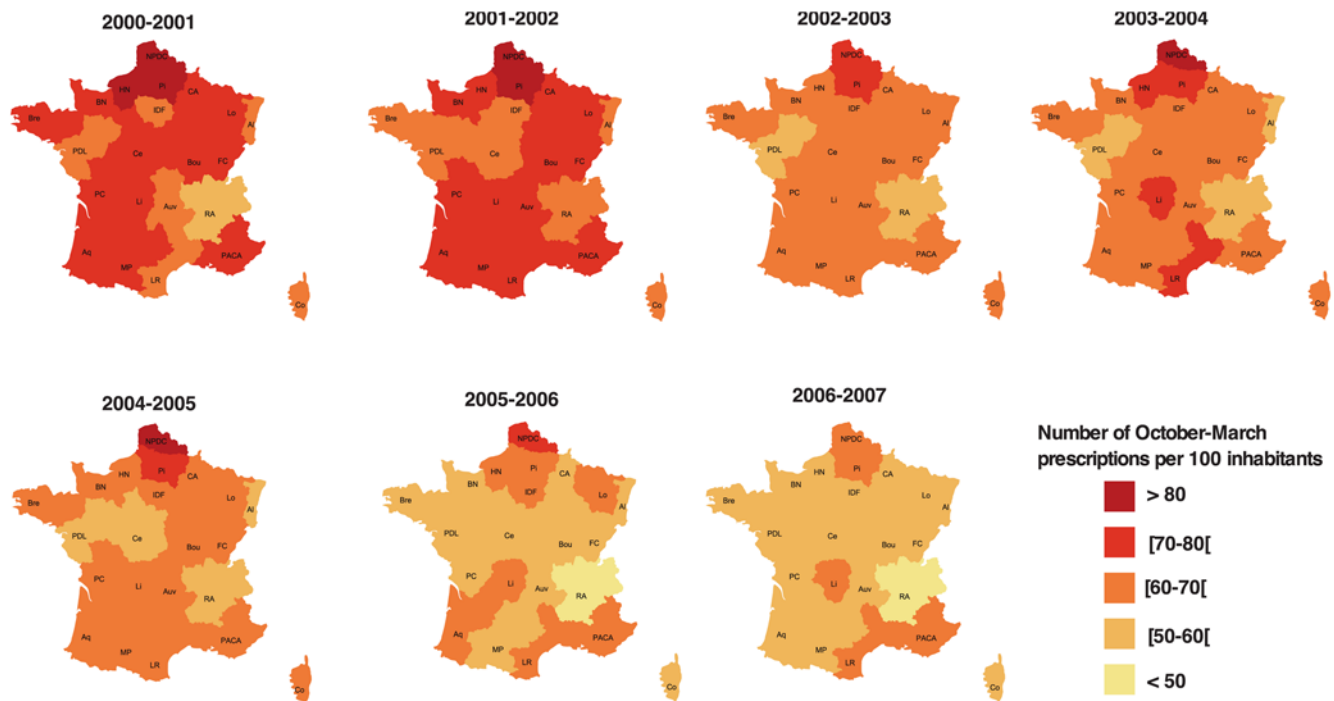 2000-2001
NPDC
HN
Pi
CA
BN
IDF
Lo
Bre
Al
PDL
Ce
Bou
FC
PC
Li
Auv
RA
Aq
MP
PACA
LR
Co
2001-2002
NPDC
HN
Pi
CA
BN
IDF
Lo
Bre
Al
PDL
Ce
Bou
FC
PC
Li
Auv
RA
Aq
MP
PACA
LR
Co
2002-2003
NPDC
HN
Pi
CA
BN
IDF
Lo
Bre
Al
PDL
Ce
Bou
FC
PC
Li
Auv
RA
Aq
MP
PACA
LR
Co
2003-2004
NPDC
HN
Pi
CA
BN
IDF
Lo
Bre
Al
PDL
Ce
Bou
FC
PC
Li
Auv
RA
Aq
MP
PACA
LR
Co
2004-2005
NPDC
HN
Pi
CA
BN
IDF
Lo
Bre
Al
PDL
Ce
Bou
FC
PC
Li
Auv
RA
Aq
MP
PACA
LR
Co
2005-2006
NPDC
HN
Pi
CA
BN
IDF
Lo
Bre
Al
PDL
Ce
Bou
FC
PC
Li
Auv
RA
Aq
MP
PACA
LR
Co
2006-2007
NPDC
HN
Pi
CA
BN
IDF
Lo
Bre
Al
PDL
Ce
Bou
FC
PC
Li
Auv
RA
Aq
MP
PACA
LR
Co
Number of October-March
prescriptions per 100 inhabitants
> 80
[70-80[
[60-70[
[50-60[
< 50